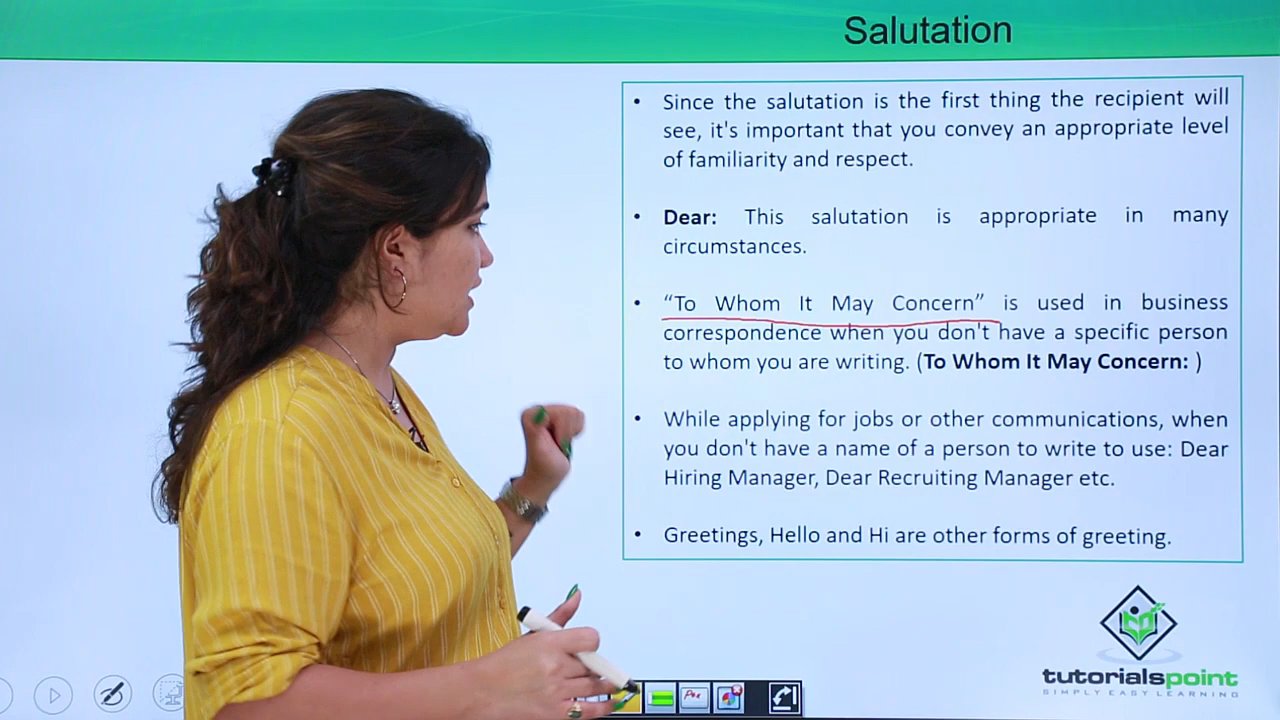 Salutation
• Since the salutation is the first thing the recipient will
see, it's important that you convey an appropriate level
of familiarity and respect.
• Dear: This salutation is appropriate in many
circumstances.
• “To Whom It May Concern” is used in business
correspondence when you don't have a specific person
to whom you are writing. (To Whom It May Concern: )
• While applying for jobs or other communications, when
you don't have a name of a person to write to use: Dear
Hiring Manager, Dear Recruiting Manager etc.
• Greetings, Hello and Hi are other forms of greeting.
tutorialspoint
SIMPLY EASY LEARNING